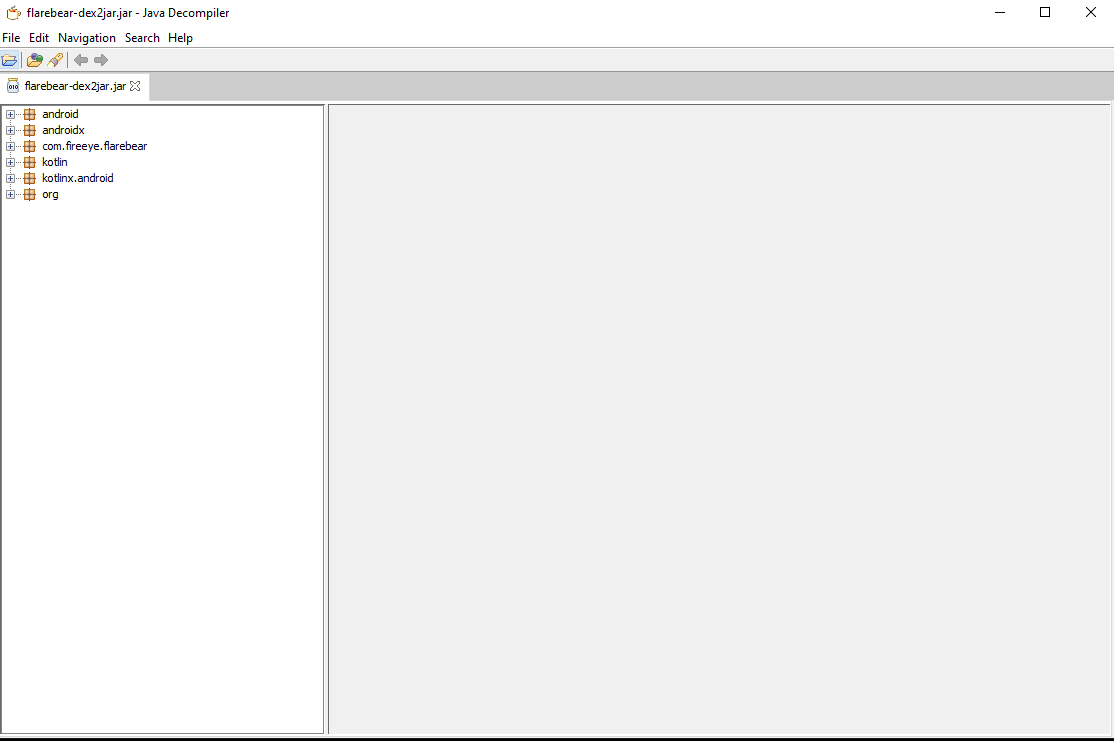 flarebear-dex2jar.jar - Java Decompiler
File Edit Navigation Search Help
flarebear-dex2jar.jar
android
androidx
com.fireeye.flarebear
kotlin
kotlinx.android
org